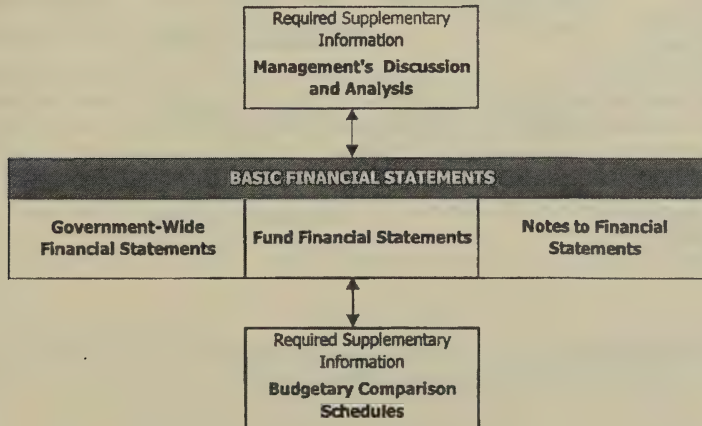 Required Supplementary
Information
Management's Discussion
and Analysis
BASIC FINANCIAL STATEMENTS
Government-Wide
Financial Statements
Fund Financial Statements
Notes to Financial
Statements
Required Supplementary
Information
Budgetary Comparison
Schedules